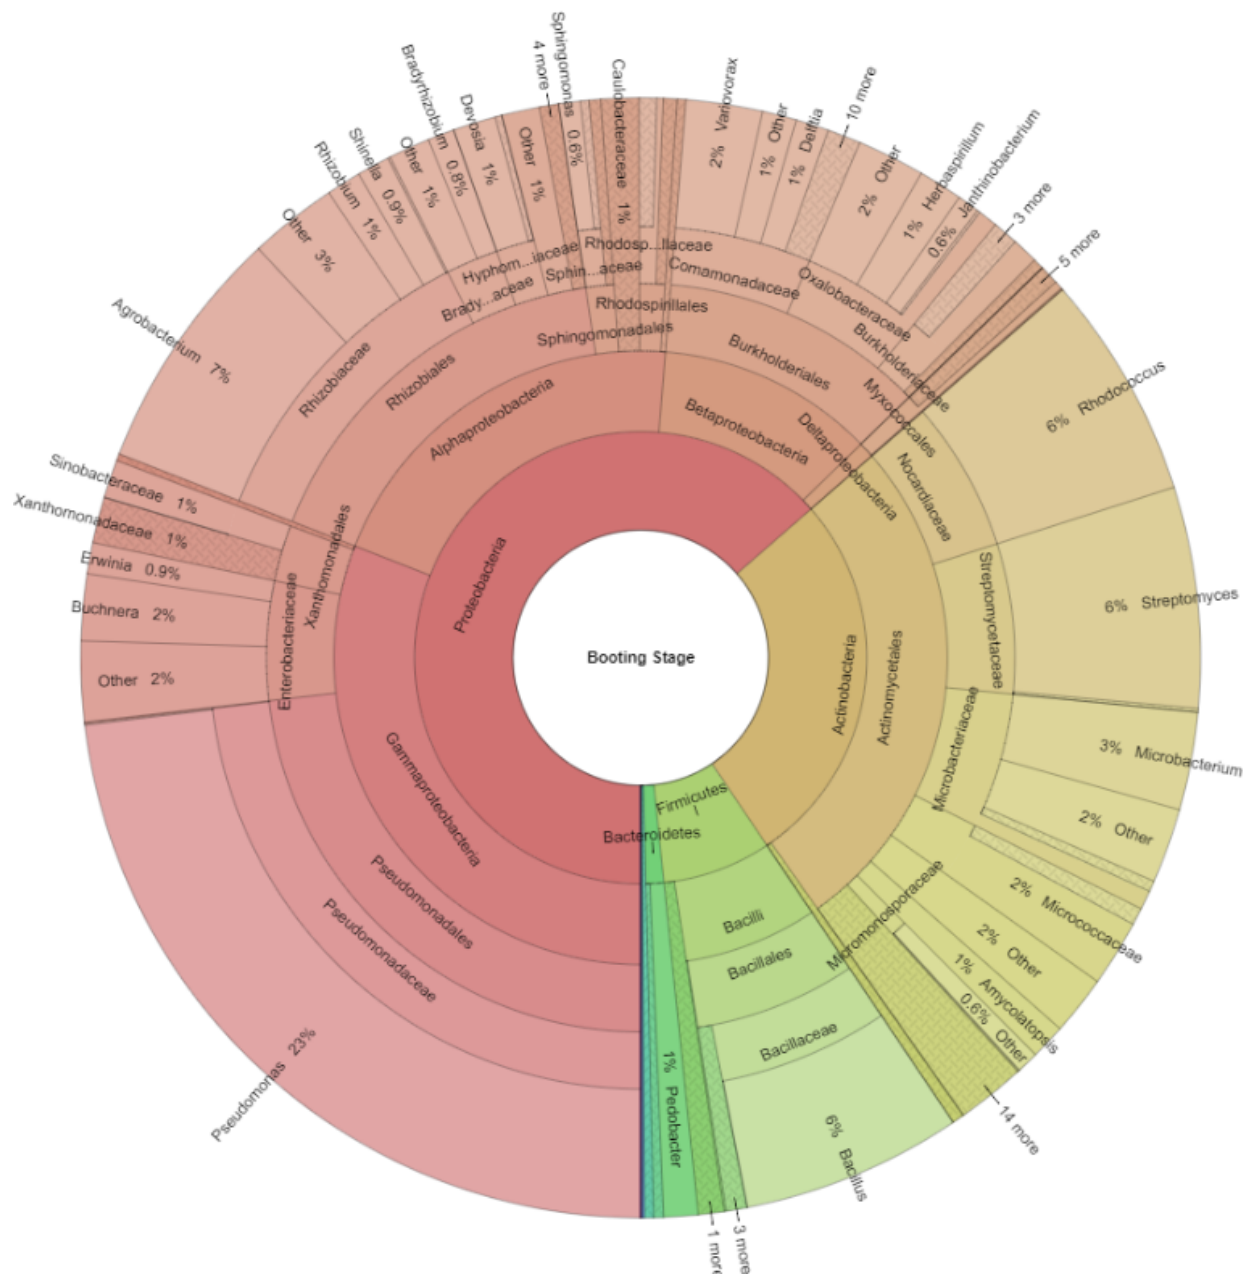 Booting Stage
Proteobacteria
Alphaproteobacteria
Betaproteobacteria
Deltaproteobacteria
Gammaproteobacteria
Actinobacteria
Actinomycetales
Firmicutes
Bacteroidetes
Bacilli
Bacillales
Bacillaceae
Pseudomonadales
Pseudomonadaceae
Pseudomonas 23%
Other 2%
Buchnera 2%
Erwinia 0.9%
Enterobacteriaceae
Xanthomonadales
Xanthomonadaceae 1%
Sinobacteraceae 1%
Rhizobiales
Rhizobiaceae
Agrobacterium 7%
Other 3%
Rhizobium 1%
Shinella 0.9%
Other 1%
Brady...aceae
Bradyrhizobium 0.8%
Hyphom...iaceae
Devosia 1%
Other 1%
4 more
Sphingomonadales
Sphin...aceae
Sphingomonas 0.6%
Caulobacteraceae 1%
Rhodospirillales
Rhodosp...llaceae
Burkholderiales
Comamonadaceae
2% Variovorax
1% Other
1% Delftia
10 more
Oxalobacteraceae
2% Other
1% Herbaspirillum
0.6% Janthinobacterium
Burkholderiaceae
3 more
Myxococcales
5 more
Nocardiaceae
6% Rhodococcus
Streptomycetaceae
6% Streptomyces
Microbacteriaceae
3% Microbacterium
2% Other
2% Micrococcaceae
2% Other
1% Amycolatopsis
Micromonosporaceae
0.6% Other
14 more
6% Bacillus
3 more
1 more
1% Pedobacter